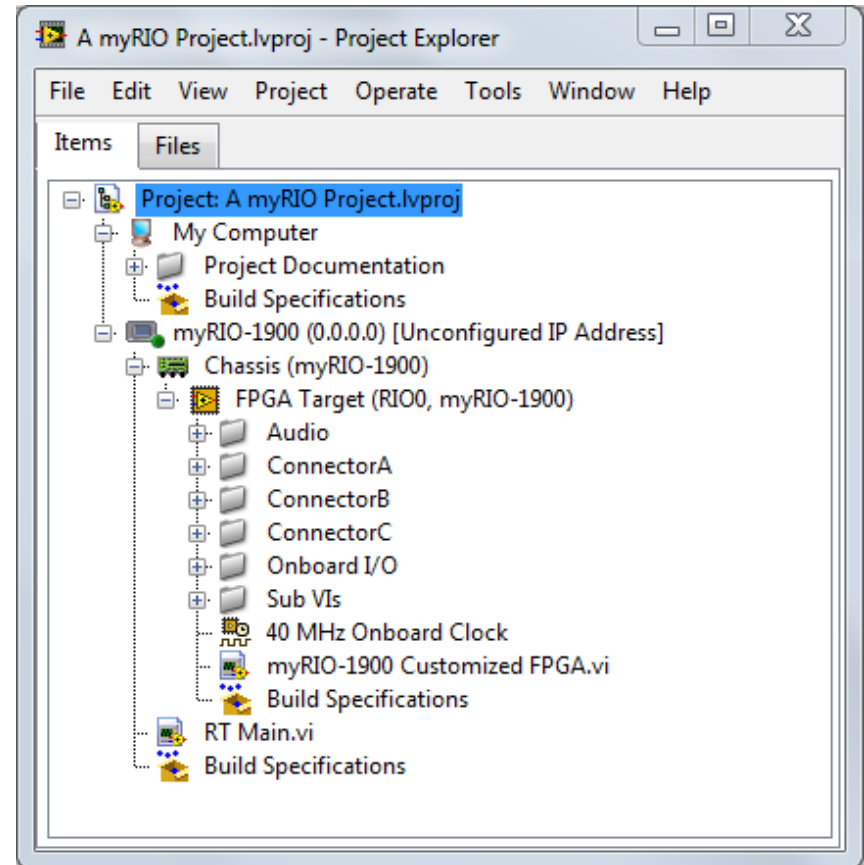 A myRIO Project.lvproj - Project Explorer
File Edit View Project Operate Tools Window Help
Items Files
Project: A myRIO Project.lvproj
My Computer
Project Documentation
Build Specifications
myRIO-1900 (0.0.0.0) [Unconfigured IP Address]
Chassis (myRIO-1900)
FPGA Target (RIO0, myRIO-1900)
Audio
ConnectorA
ConnectorB
ConnectorC
Onboard I/O
Sub VIs
40 MHz Onboard Clock
myRIO-1900 Customized FPGA.vi
Build Specifications
RT Main.vi
Build Specifications